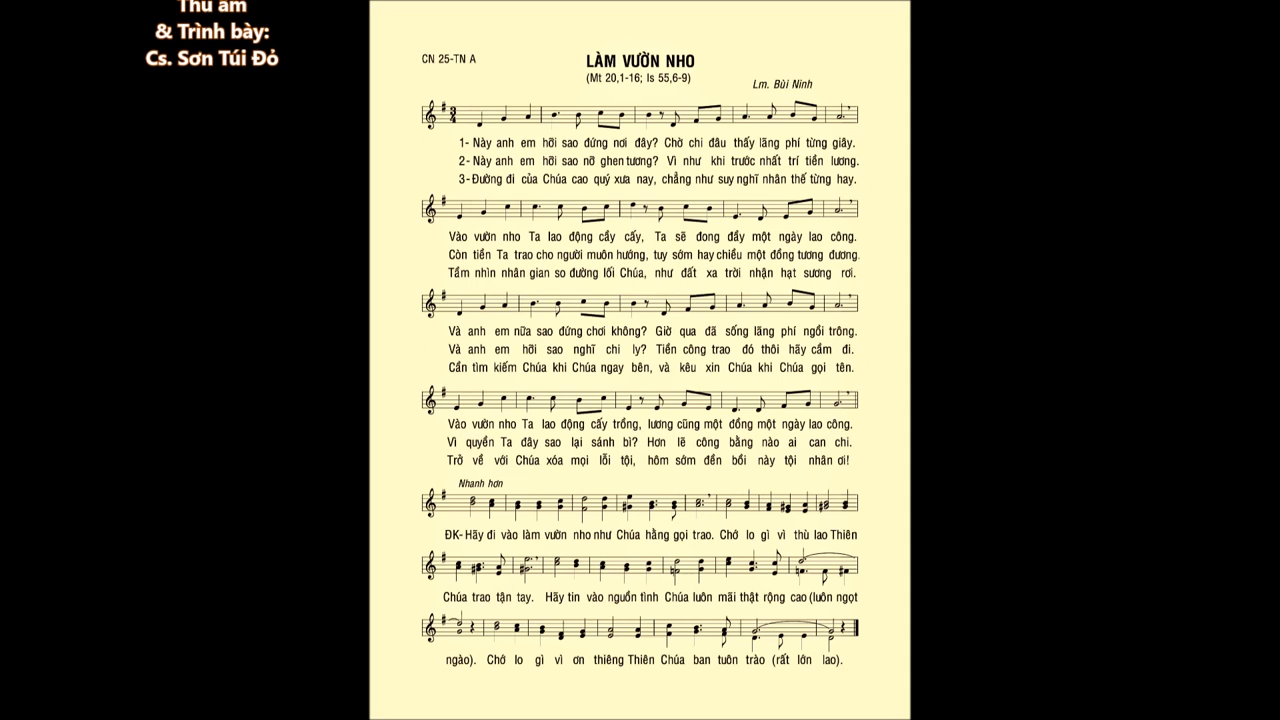 Thu âm
& Trình bày:
Cs. Sơn Túi Đỏ
CN 25-TN A
LÀM VƯỜN NHO
(Mt 20,1-16; Is 55,6-9)
Lm. Bùi Ninh
1- Này anh em hỡi sao đứng nơi đây? Chờ chi đâu thấy lãng phí từng giây.
2- Này anh em hỡi sao nỡ ghen tương? Vì như khi trước nhất trí tiền lương.
3-Đường đi của Chúa cao quý xưa nay, chẳng như suy nghĩ nhân thế từng hay.
Vào vườn nho Ta lao động cầy cấy, Ta sẽ đong đầy một ngày lao công.
Còn tiền Ta trao cho người muôn hướng, tuy sớm hay chiều một đồng tương đương.
Tầm nhìn nhân gian so đường lối Chúa, như đất xa trời nhận hạt sương rơi.
Và anh em nữa sao đứng chơi không? Giờ qua đã sống lãng phí ngồi trông.
Và anh em hỡi sao nghĩ chi ly? Tiền công trao đó thôi hãy cầm đi.
Cần tìm kiếm Chúa khi Chúa ngay bên, và kêu xin Chúa khi Chúa gọi tên.
Vào vườn nho Ta lao động cấy trồng, lương cũng một đồng một ngày lao công.
Vì quyền Ta đây sao lại sánh bì? Hơn lẽ công bằng nào ai can chi.
Trở về với Chúa xóa mọi lỗi tội, hôm sớm đền bồi này tội nhân ơi!
Nhanh hơn
ĐK-Hãy đi vào làm vườn nho như Chúa hằng gọi trao. Chớ lo gì vì thù lao Thiên
Chúa trao tận tay. Hãy tin vào nguồn tình Chúa luôn mãi thật rộng cao (luôn ngọt
ngào). Chớ lo gì vì ơn thiêng Thiên Chúa ban tuôn trào (rất lớn lao).